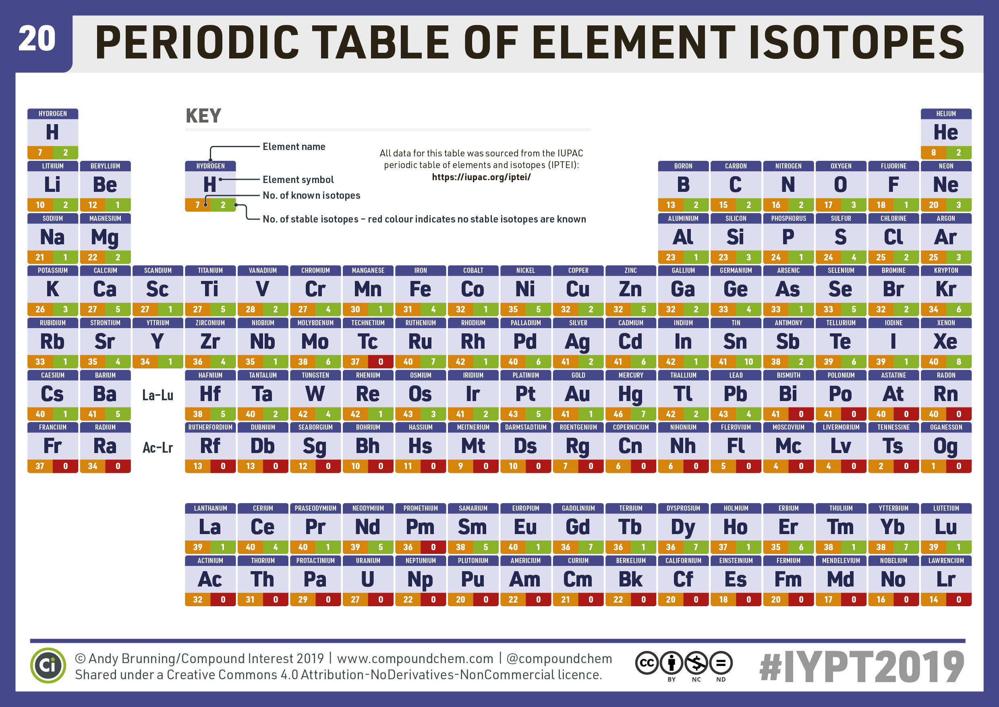 20
PERIODIC TABLE OF ELEMENT ISOTOPES
KEY
Element name
Element symbol
No. of known isotopes
No. of stable isotopes – red colour indicates no stable isotopes are known
HYDROGEN
H
7 2
All data for this table was sourced from the IUPAC
periodic table of elements and isotopes (IPTEI):
https://iupac.org/iptei/
HYDROGEN HELIUM
H He
7 2 8 2
LITHIUM BERYLLIUM BORON CARBON NITROGEN OXYGEN FLUORINE NEON
Li Be B C N O F Ne
10 2 12 1 13 2 15 2 16 2 17 3 18 1 20 3
SODIUM MAGNESIUM ALUMINIUM SILICON PHOSPHORUS SULFUR CHLORINE ARGON
Na Mg Al Si P S Cl Ar
21 1 22 2 23 1 23 3 24 1 24 4 25 2 25 3
POTASSIUM CALCIUM SCANDIUM TITANIUM VANADIUM CHROMIUM MANGANESE IRON COBALT NICKEL COPPER ZINC GALLIUM GERMANIUM ARSENIC SELENIUM BROMINE KRYPTON
K Ca Sc Ti V Cr Mn Fe Co Ni Cu Zn Ga Ge As Se Br Kr
26 3 27 5 27 1 27 5 28 2 27 4 30 1 31 4 32 1 35 5 32 2 32 5 32 2 33 4 33 1 33 5 32 2 34 6
RUBIDIUM STRONTIUM YTTRIUM ZIRCONIUM NIOBIUM MOLYBDENUM TECHNETIUM RUTHENIUM RHODIUM PALLADIUM SILVER CADMIUM INDIUM TIN ANTIMONY TELLURIUM IODINE XENON
Rb Sr Y Zr Nb Mo Tc Ru Rh Pd Ag Cd In Sn Sb Te I Xe
33 1 35 4 34 1 36 4 35 1 38 6 37 0 40 7 42 1 40 6 41 2 41 6 42 1 41 10 38 2 39 6 39 1 40 8
CAESIUM BARIUM HAFNIUM TANTALUM TUNGSTEN RHENIUM OSMIUM IRIDIUM PLATINUM GOLD MERCURY THALLIUM LEAD BISMUTH POLONIUM ASTATINE RADON
Cs Ba La–Lu Hf Ta W Re Os Ir Pt Au Hg Tl Pb Bi Po At Rn
40 1 41 5 38 5 40 2 42 4 42 1 43 3 41 2 43 5 41 1 46 7 42 2 43 4 41 0 41 0 40 0 40 0
FRANCIUM RADIUM RUTHERFORDIUM DUBNIUM SEABORGIUM BOHRIUM HASSIUM MEITNERIUM DARMSTADTIUM ROENTGENIUM COPERNICIUM NIHONIUM FLEROVIUM MOSCOVIUM LIVERMORIUM TENNESSINE OGANESSON
Fr Ra Ac–Lr Rf Db Sg Bh Hs Mt Ds Rg Cn Nh Fl Mc Lv Ts Og
37 0 34 0 13 0 13 0 12 0 10 0 11 0 9 0 10 0 7 0 6 0 6 0 5 0 4 0 4 0 2 0 1 0
LANTHANUM CERIUM PRASEODYMIUM NEODYMIUM PROMETHIUM SAMARIUM EUROPIUM GADOLINIUM TERBIUM DYSPROSIUM HOLMIUM ERBIUM THULIUM YTTERBIUM LUTETIUM
La Ce Pr Nd Pm Sm Eu Gd Tb Dy Ho Er Tm Yb Lu
39 1 40 4 40 1 39 5 36 0 38 5 40 1 36 7 36 1 36 7 37 1 35 6 38 1 38 7 39 1
ACTINIUM THORIUM PROTACTINIUM URANIUM NEPTUNIUM PLUTONIUM AMERICIUM CURIUM BERKELIUM CALIFORNIUM EINSTEINIUM FERMIUM MENDELEVIUM NOBELIUM LAWRENCIUM
Ac Th Pa U Np Pu Am Cm Bk Cf Es Fm Md No Lr
32 0 31 0 29 0 27 0 22 0 20 0 22 0 21 0 22 0 20 0 18 0 20 0 17 0 16 0 14 0
Ci
© Andy Brunning/Compound Interest 2019 | www.compoundchem.com | @compoundchem
Shared under a Creative Commons 4.0 Attribution-NoDerivatives-NonCommercial licence.
cc
BY NC ND
#IYPT2019